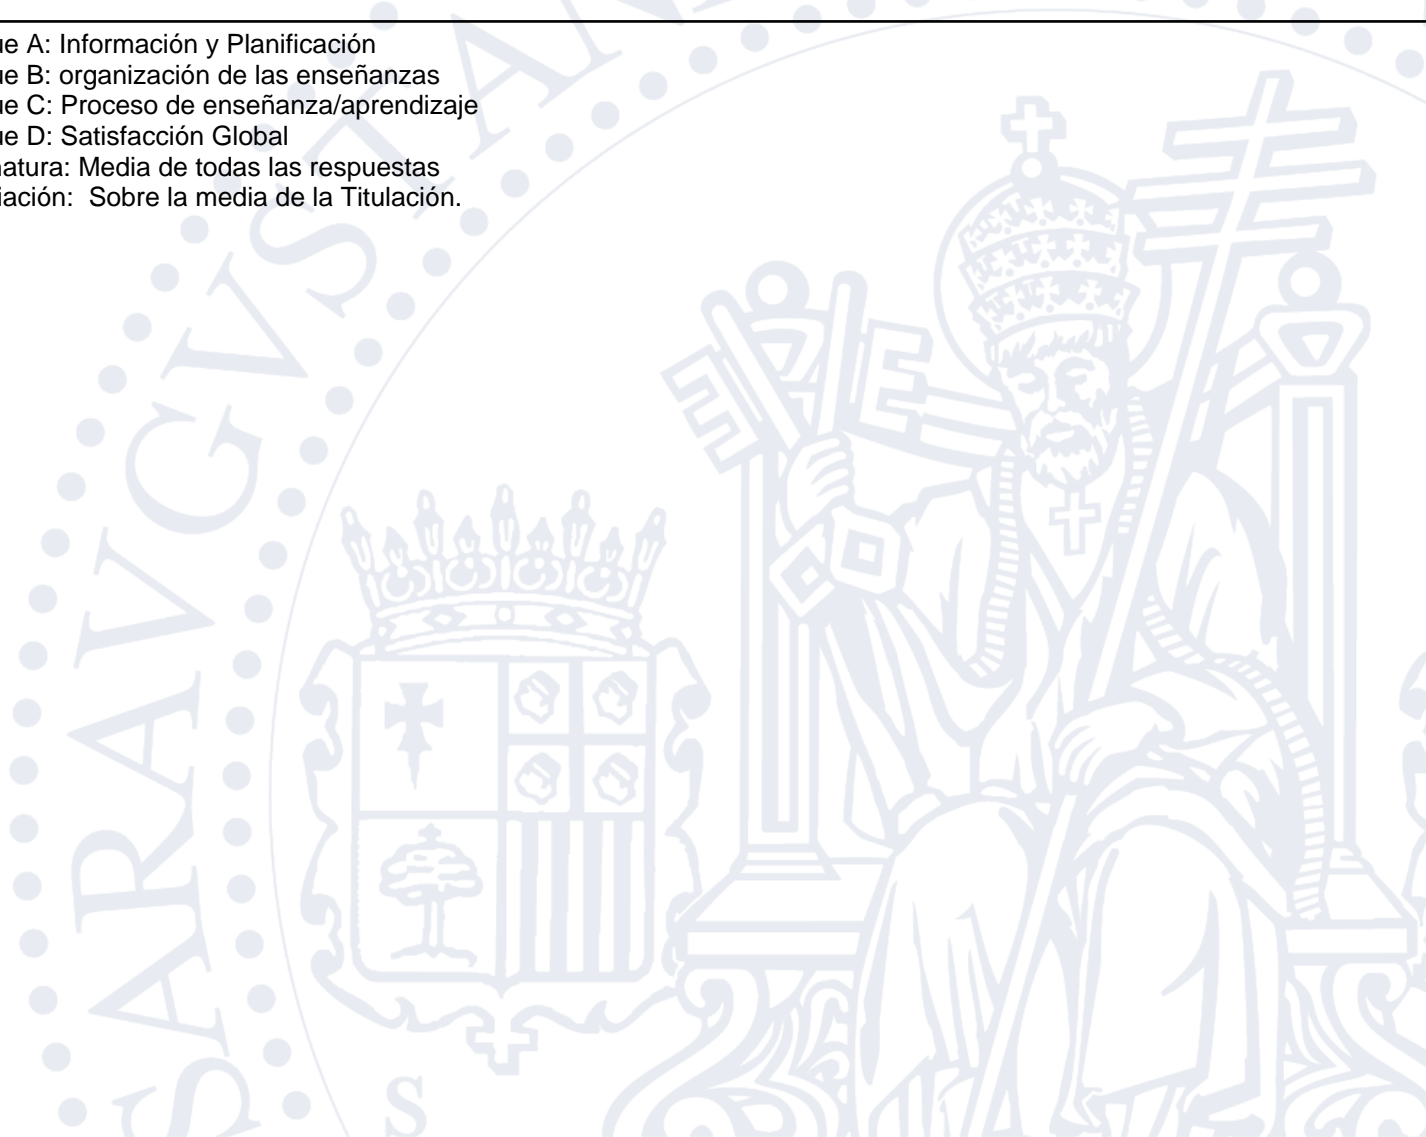 ue A: Información y Planificación
ue B: organización de las enseñanzas
ue C: Proceso de enseñanza/aprendizaje
ue D: Satisfacción Global
natura: Media de todas las respuestas
iación:  Sobre la media de la Titulación.
SARAVGVSTAN
S